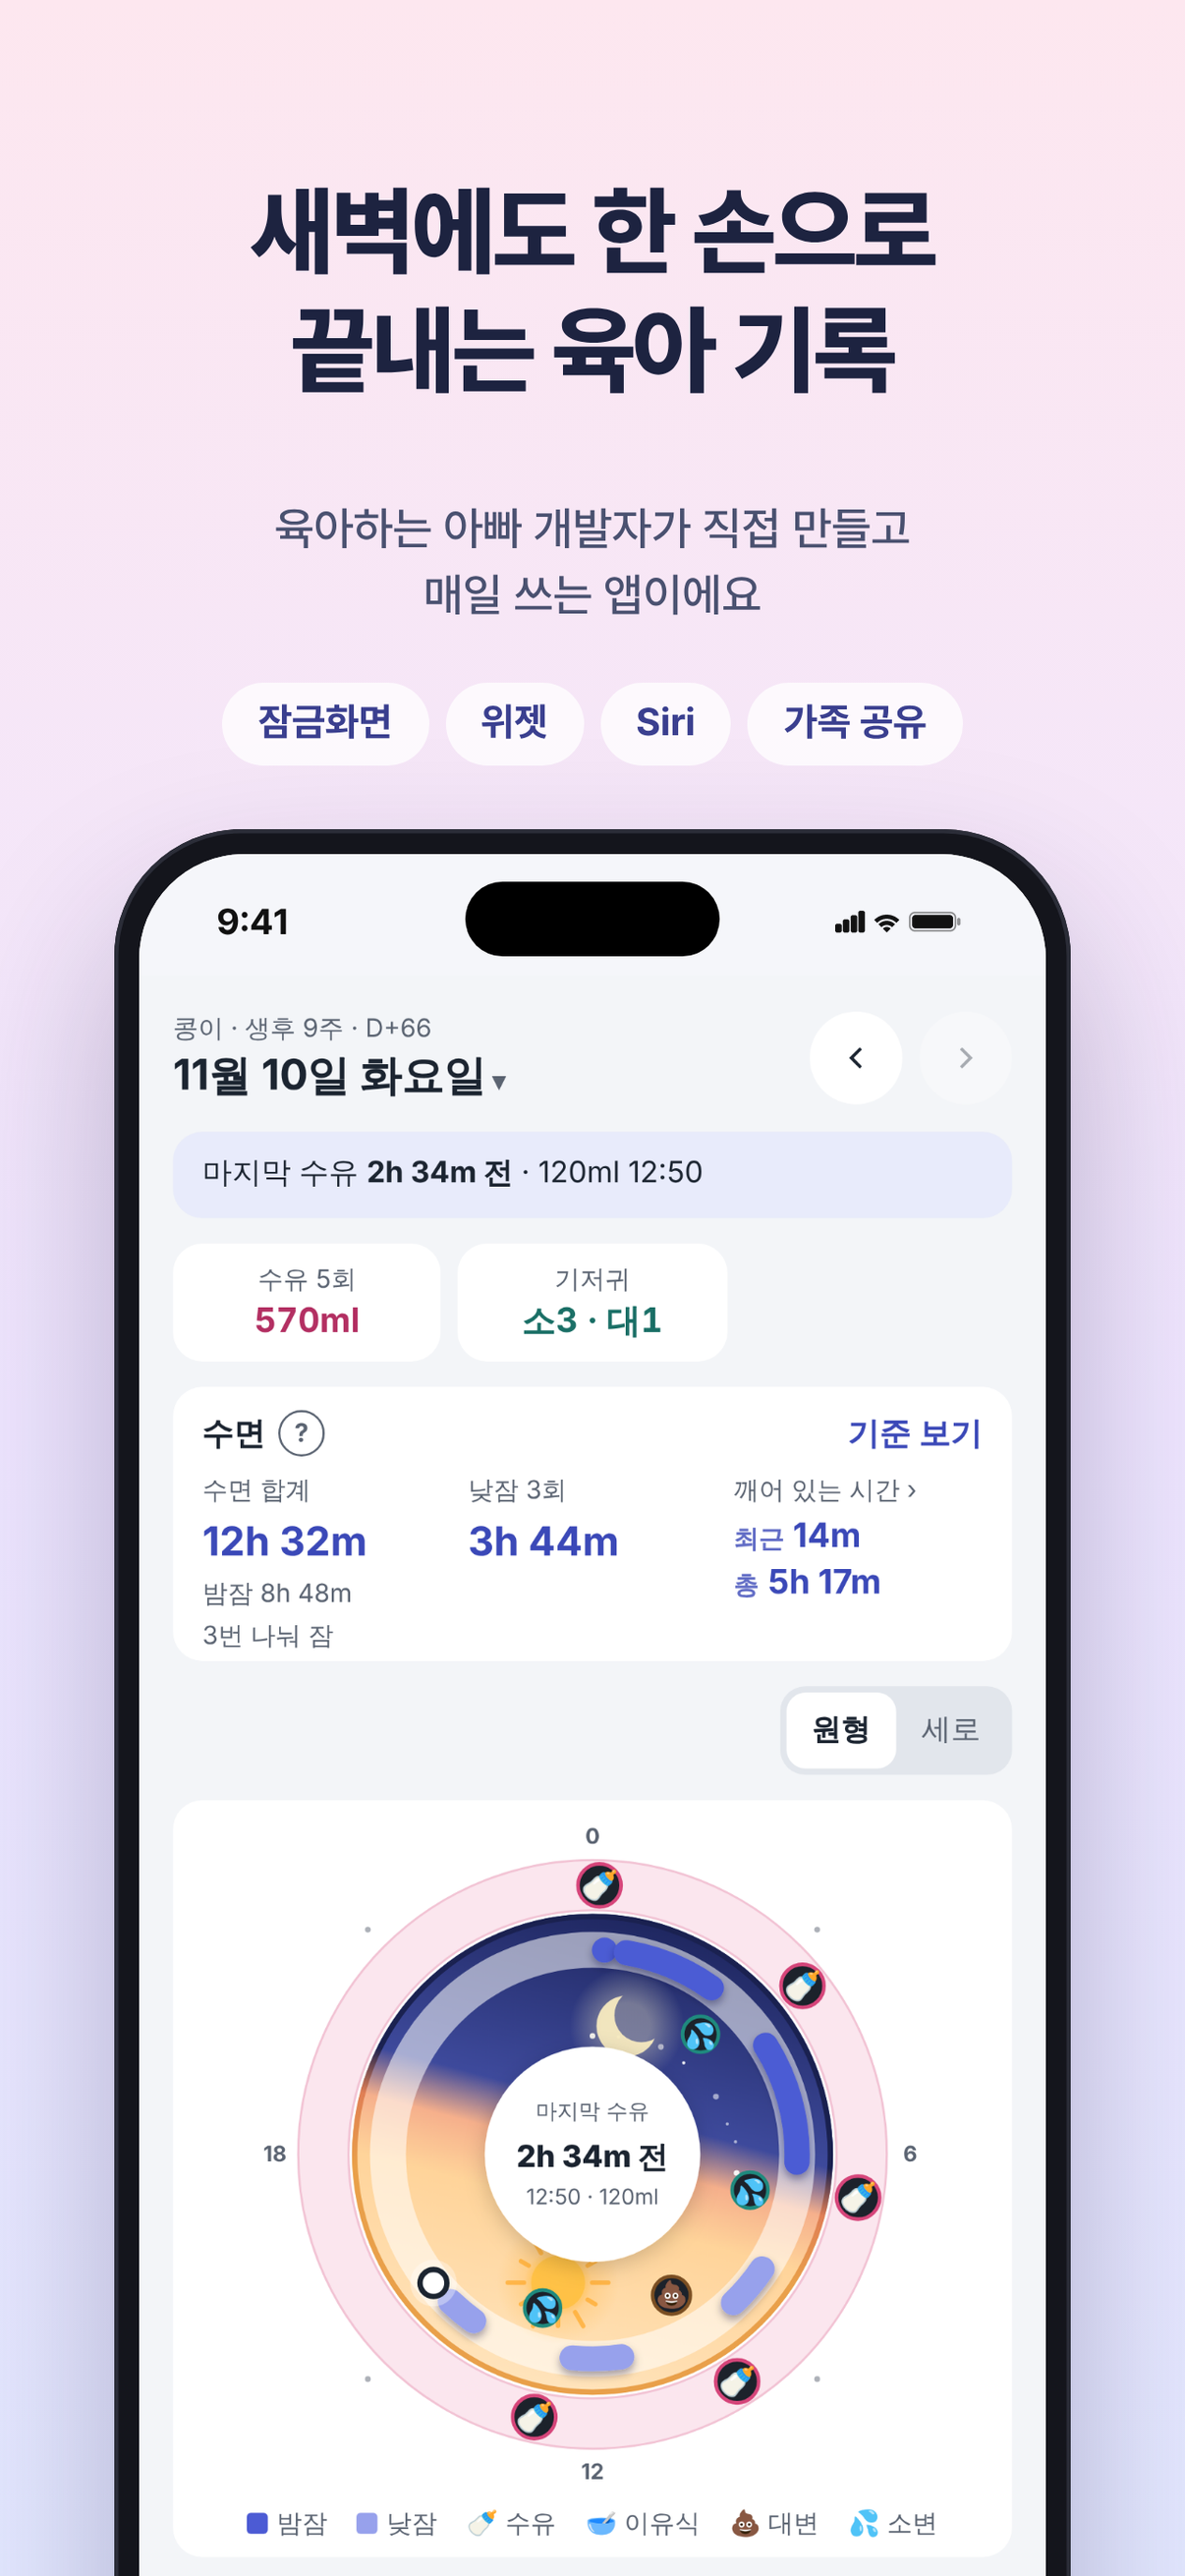 새벽에도 한 손으로
끝내는 육아 기록
육아하는 아빠 개발자가 직접 만들고
매일 쓰는 앱이에요
잠금화면 위젯 Siri 가족 공유
9:41
콩이 · 생후 9주 · D+66
11월 10일 화요일 ▾
마지막 수유 2h 34m 전 · 120ml 12:50
수유 5회
570ml
기저귀
소3 · 대1
수면 ? 기준 보기
수면 합계
12h 32m
밤잠 8h 48m
3번 나눠 잠
낮잠 3회
3h 44m
깨어 있는 시간 ›
최근 14m
총 5h 17m
원형 세로
0
18
마지막 수유
2h 34m 전
12:50 · 120ml
6
12
밤잠 낮잠 수유 이유식 대변 소변